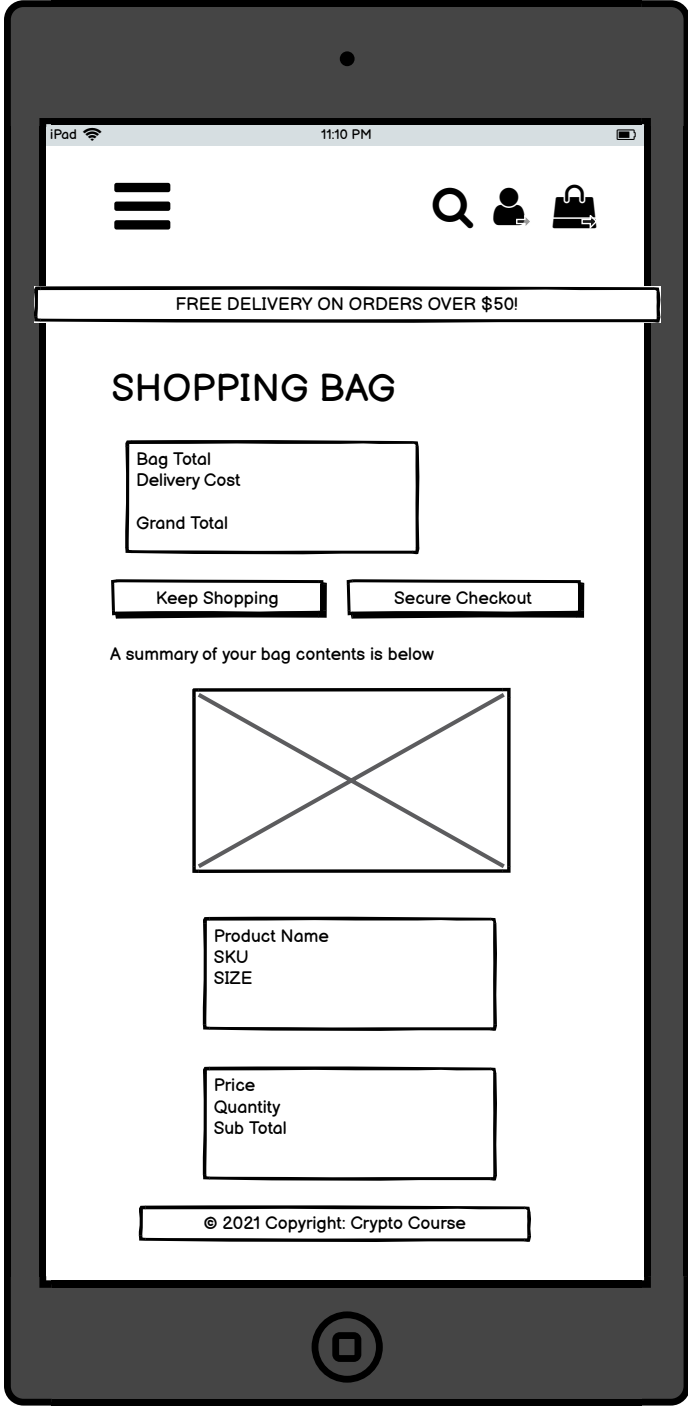 iPad
11:10 PM
FREE DELIVERY ON ORDERS OVER $50!
SHOPPING BAG
Bag Total
Delivery Cost
Grand Total
Keep Shopping
Secure Checkout
A summary of your bag contents is below
Product Name
SKU
SIZE
Price
Quantity
Sub Total
© 2021 Copyright: Crypto Course